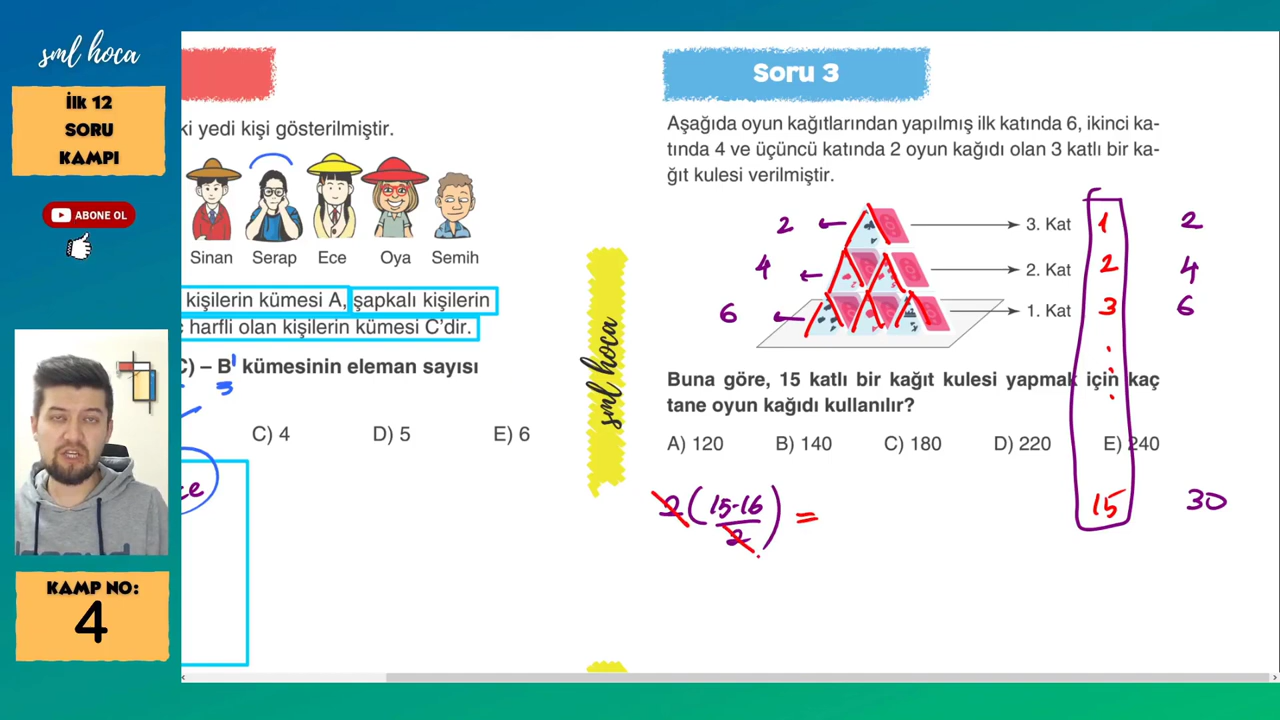 sml hoca
İlk 12
SORU
KAMPI
ABONE OL
KAMP NO:
4
ki yedi kişi gösterilmiştir.
Sinan Serap Ece Oya Semih
kişilerin kümesi A, şapkalı kişilerin
harfli olan kişilerin kümesi C'dir.
C) – B' kümesinin eleman sayısı
3
C) 4 D) 5 E) 6
ce
sml hoca
Soru 3
Aşağıda oyun kağıtlarından yapılmış ilk katında 6, ikinci ka-
tında 4 ve üçüncü katında 2 oyun kağıdı olan 3 katlı bir ka-
ğıt kulesi verilmiştir.
2 3. Kat 1 2
4 2. Kat 2 4
6 1. Kat 3 6
Buna göre, 15 katlı bir kağıt kulesi yapmak için kaç
tane oyun kağıdı kullanılır?
A) 120 B) 140 C) 180 D) 220 E) 240
2(15-16/2) =
15 30